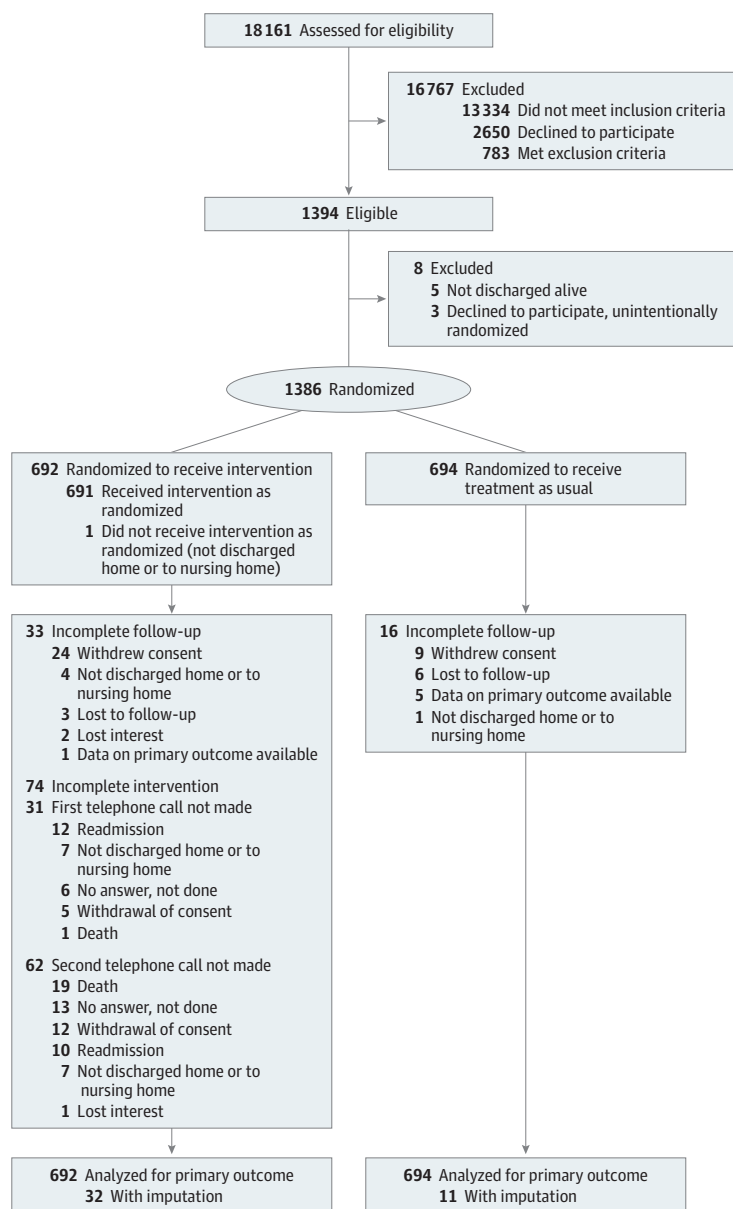 18 161 Assessed for eligibility
16 767 Excluded
13 334 Did not meet inclusion criteria
2650 Declined to participate
783 Met exclusion criteria
1394 Eligible
8 Excluded
5 Not discharged alive
3 Declined to participate, unintentionally
randomized
1386 Randomized
692 Randomized to receive intervention
691 Received intervention as
randomized
1 Did not receive intervention as
randomized (not discharged
home or to nursing home)
694 Randomized to receive
treatment as usual
33 Incomplete follow-up
24 Withdrew consent
4 Not discharged home or to
nursing home
3 Lost to follow-up
2 Lost interest
1 Data on primary outcome available
74 Incomplete intervention
31 First telephone call not made
12 Readmission
7 Not discharged home or to
nursing home
6 No answer, not done
5 Withdrawal of consent
1 Death
62 Second telephone call not made
19 Death
13 No answer, not done
12 Withdrawal of consent
10 Readmission
7 Not discharged home or to
nursing home
1 Lost interest
16 Incomplete follow-up
9 Withdrew consent
6 Lost to follow-up
5 Data on primary outcome available
1 Not discharged home or to
nursing home
692 Analyzed for primary outcome
32 With imputation
694 Analyzed for primary outcome
11 With imputation